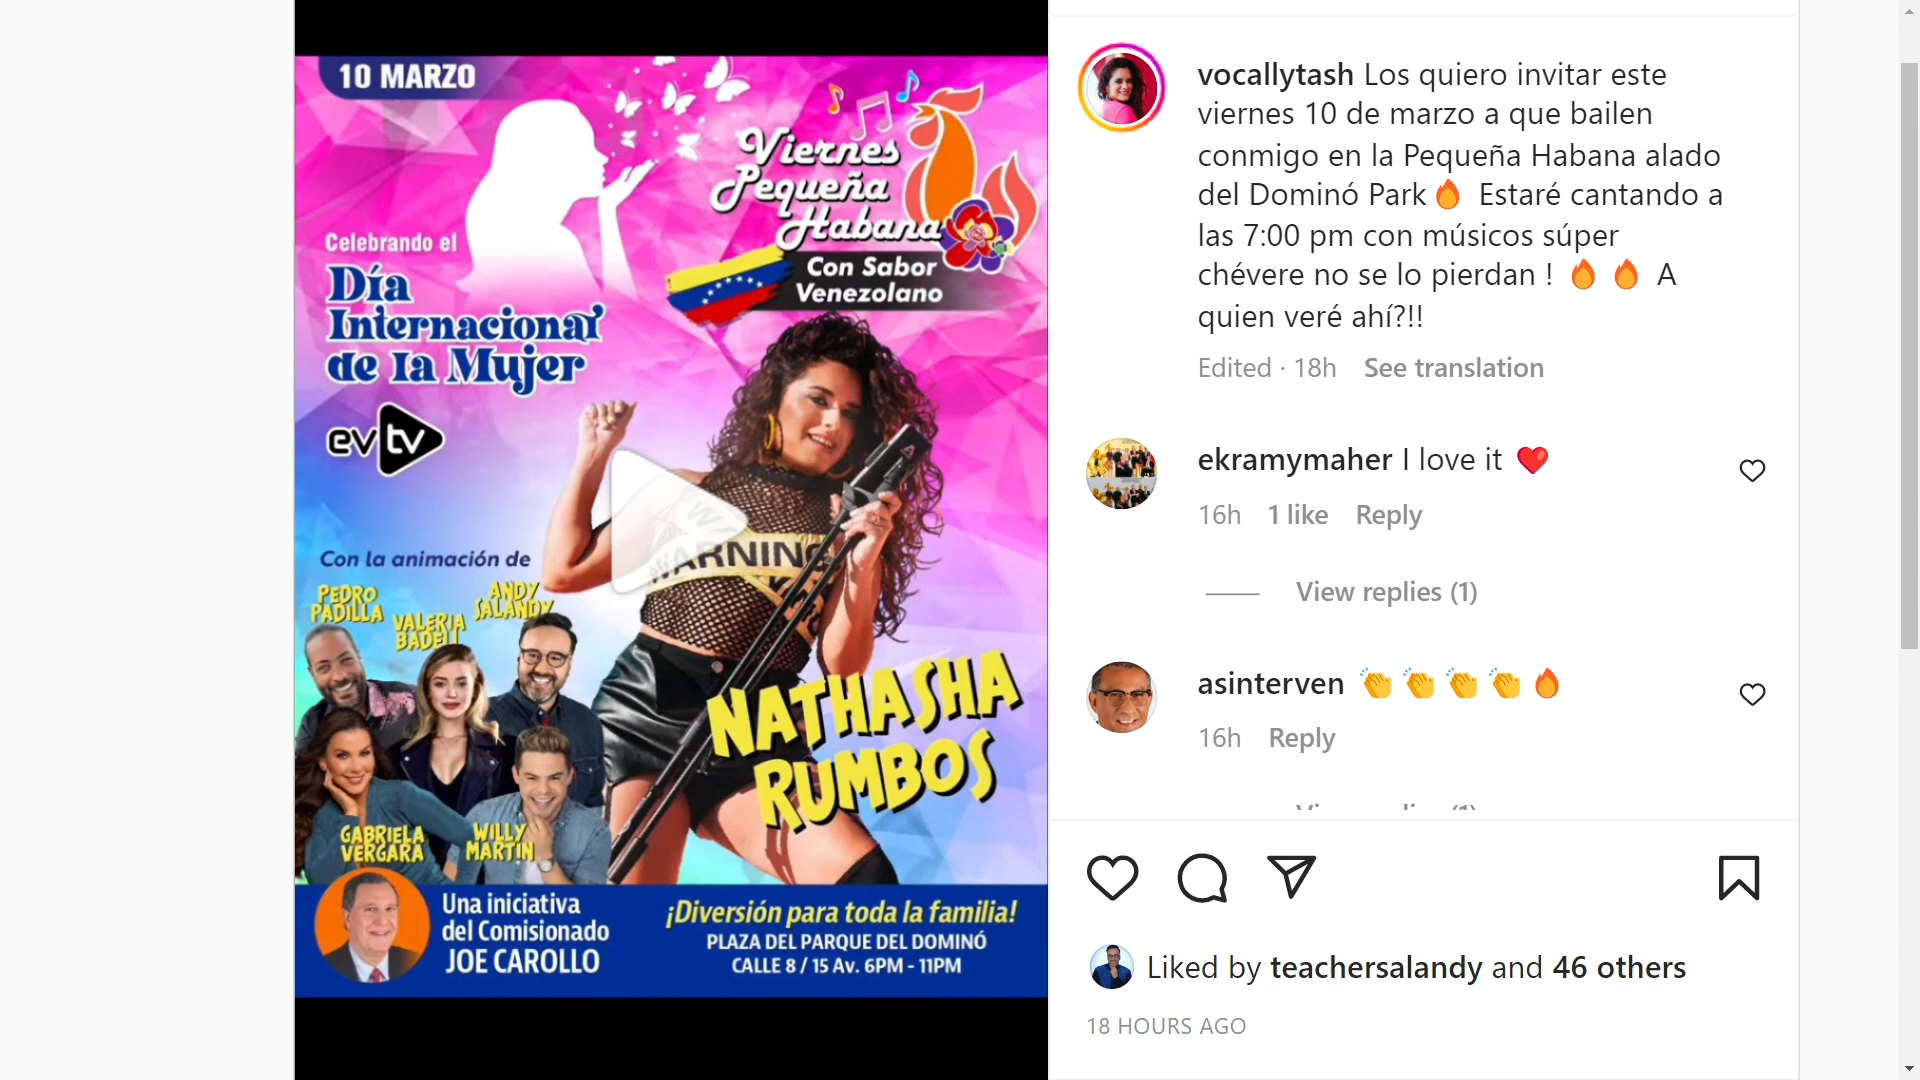 10 MARZO
Viernes
Pequeña
Habana
Con Sabor
Venezolano
Celebrando el
Día
Internacional
de la Mujer
evtv
Con la animación de
PEDRO
PADILLA
VALERIA
BADELL
ANDY
SALANDY
GABRIELA
VERGARA
WILLY
MARTÍN
WARNING
NATHASHA
RUMBOS
Una iniciativa
del Comisionado
JOE CAROLLO
¡Diversión para toda la familia!
PLAZA DEL PARQUE DEL DOMINÓ
CALLE 8 / 15 Av. 6PM - 11PM
vocallytash Los quiero invitar este
viernes 10 de marzo a que bailen
conmigo en la Pequeña Habana alado
del Dominó Park🔥 Estaré cantando a
las 7:00 pm con músicos súper
chévere no se lo pierdan ! 🔥 🔥 A
quien veré ahí?!!
Edited · 18h See translation
ekramymaher I love it ❤️
16h 1 like Reply
View replies (1)
asinterven 👏 👏 👏 👏 🔥
16h Reply
Liked by teachersalandy and 46 others
18 HOURS AGO